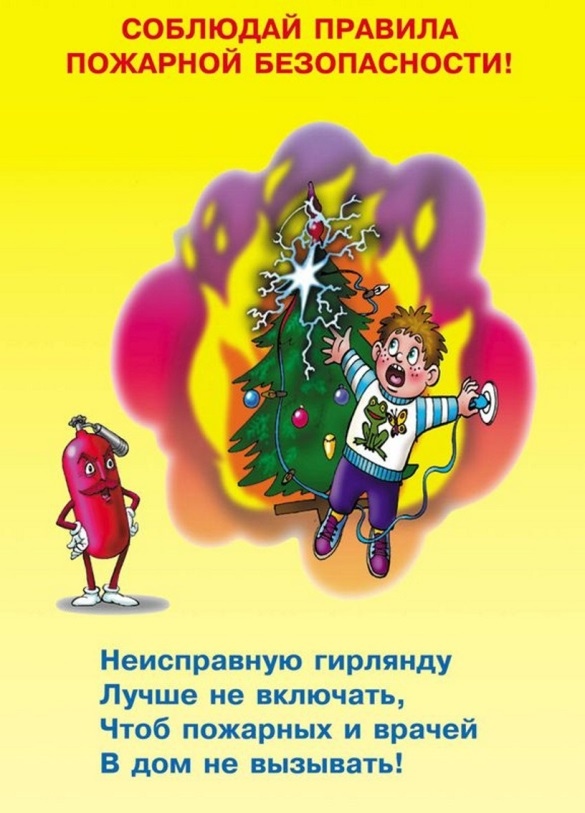 СОБЛЮДАЙ ПРАВИЛА
ПОЖАРНОЙ БЕЗОПАСНОСТИ!
Неисправную гирлянду
Лучше не включать,
Чтоб пожарных и врачей
В дом не вызывать!